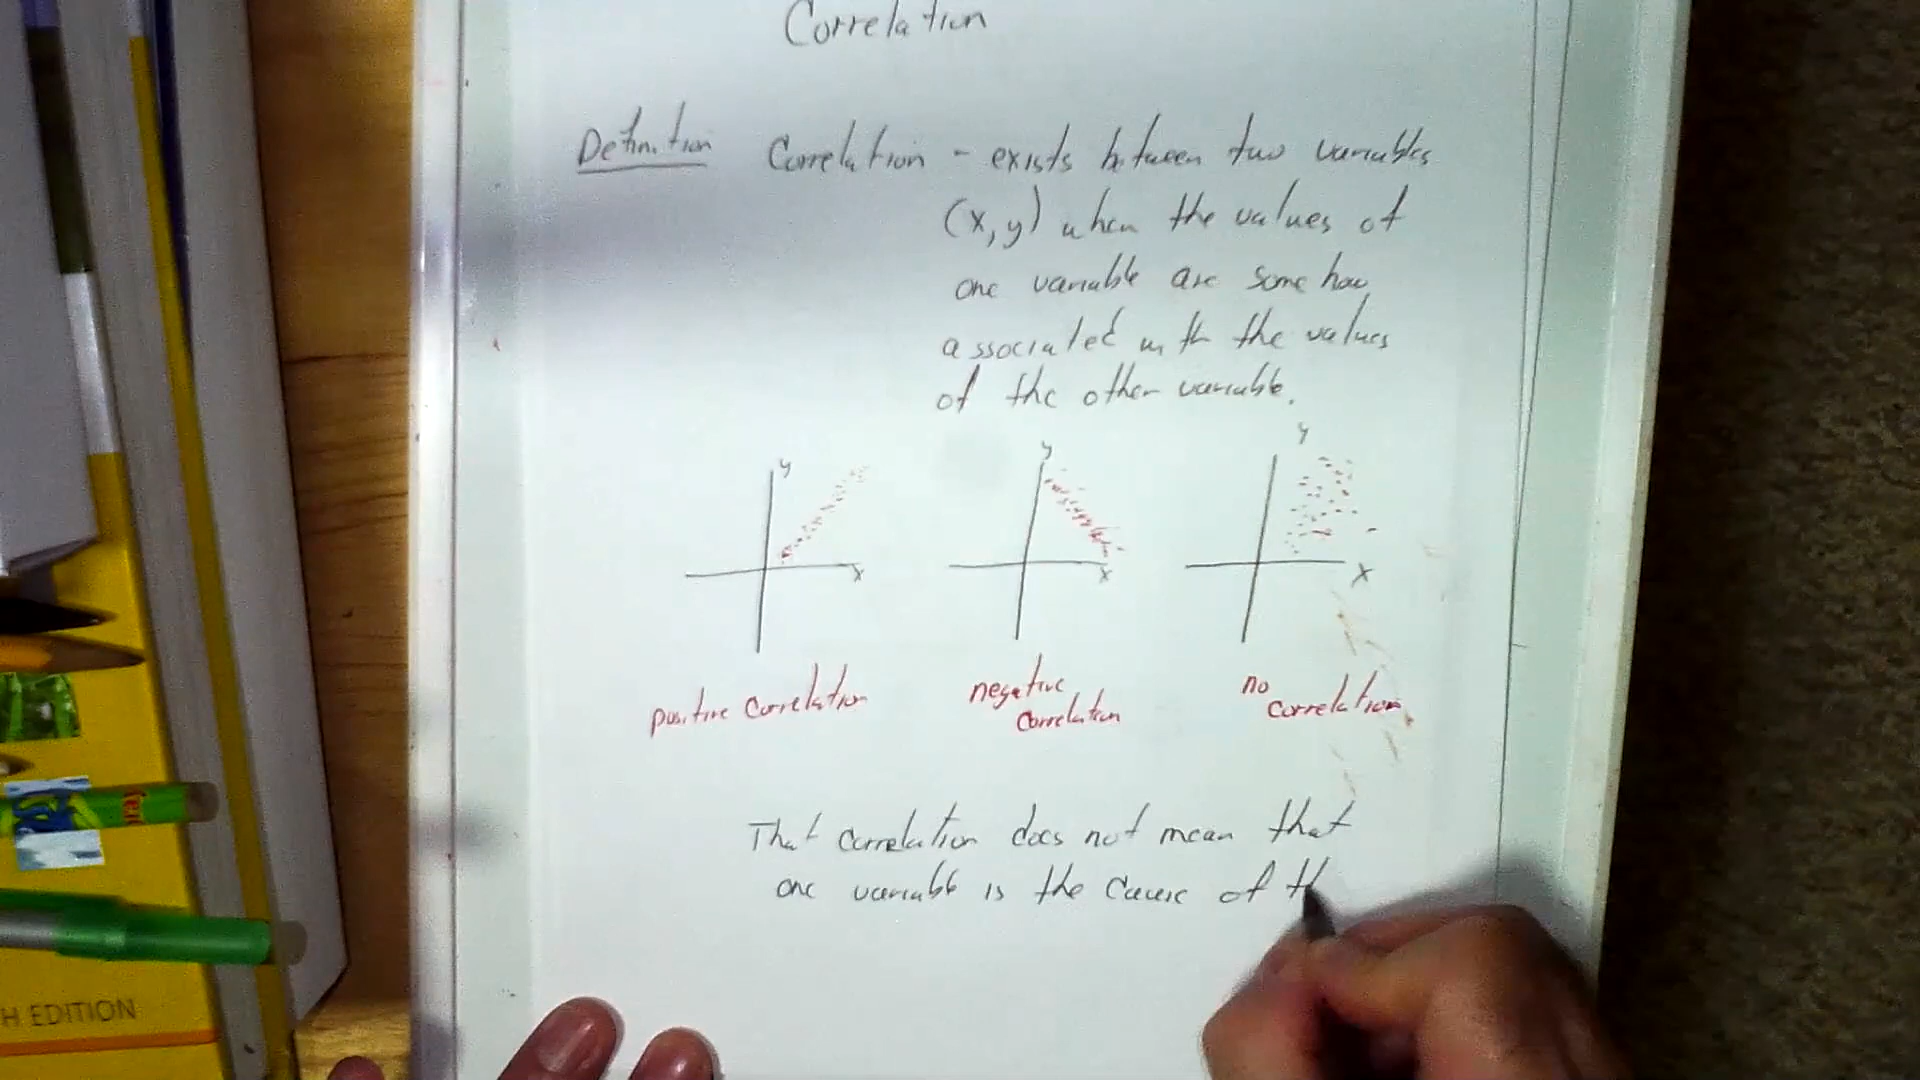 Correlation
Definition Correlation - exists between two variables
(x,y) when the values of
one variable are somehow
associated with the values
of the other variable.
y
y
y
x
x
x
positive correlation
negative
correlation
no
correlation
That correlation does not mean that
one variable is the cause of th
H EDITION